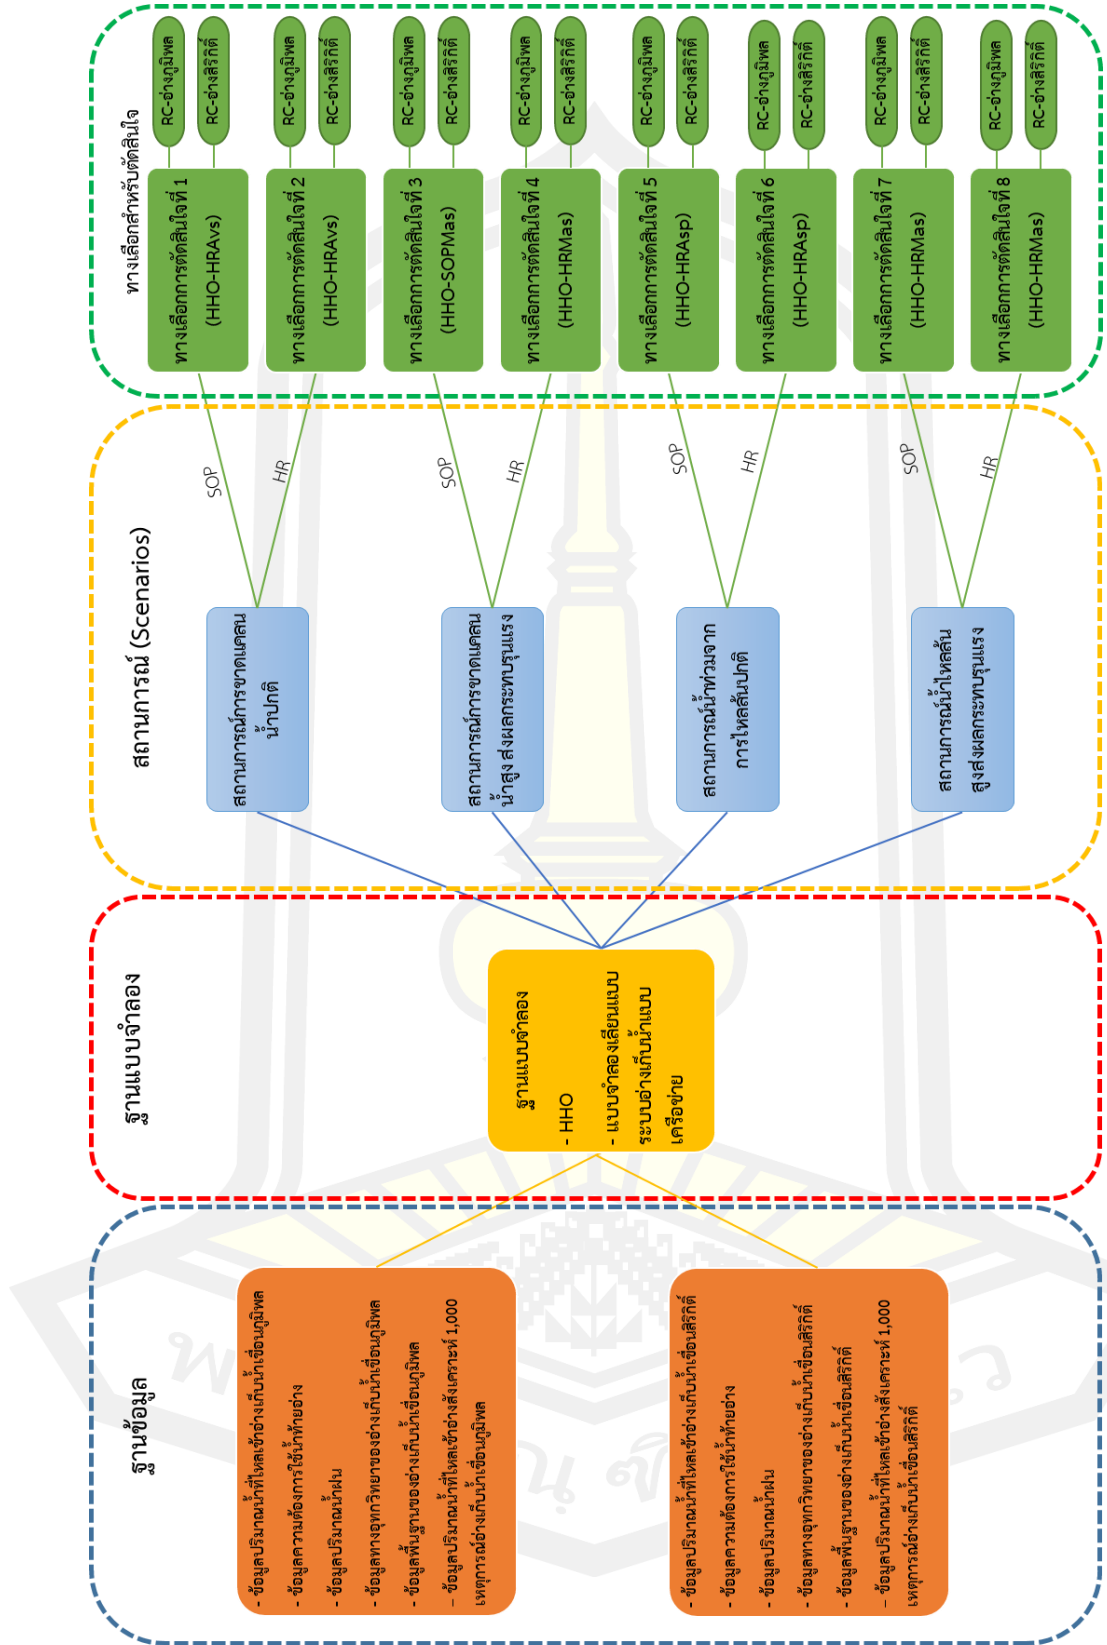 ฐานข้อมูล
- ข้อมูลปริมาณน้ำที่ไหลเข้าอ่างเก็บน้ำเขื่อนภูมิพล
- ข้อมูลความต้องการใช้น้ำท้ายอ่าง
- ข้อมูลปริมาณน้ำฝน
- ข้อมูลทางอุทกวิทยาของอ่างเก็บน้ำเขื่อนภูมิพล
- ข้อมูลพื้นฐานของอ่างเก็บน้ำเขื่อนภูมิพล
– ข้อมูลปริมาณน้ำที่ไหลเข้าอ่างสังเคราะห์ 1,000
เหตุการณ์อ่างเก็บน้ำเขื่อนภูมิพล
- ข้อมูลปริมาณน้ำที่ไหลเข้าอ่างเก็บน้ำเขื่อนสิริกิติ์
- ข้อมูลความต้องการใช้น้ำท้ายอ่าง
- ข้อมูลปริมาณน้ำฝน
- ข้อมูลทางอุทกวิทยาของอ่างเก็บน้ำเขื่อนสิริกิติ์
- ข้อมูลพื้นฐานของอ่างเก็บน้ำเขื่อนสิริกิติ์
– ข้อมูลปริมาณน้ำที่ไหลเข้าอ่างสังเคราะห์ 1,000
เหตุการณ์อ่างเก็บน้ำเขื่อนสิริกิติ์
ฐานแบบจำลอง
ฐานแบบจำลอง
- HHO
- แบบจำลองเลียนแบบ
ระบบอ่างเก็บน้ำแบบ
เครือข่าย
สถานการณ์ (Scenarios)
สถานการณ์การขาดแคลน
น้ำปกติ
สถานการณ์การขาดแคลน
น้ำสูง ส่งผลกระทบรุนแรง
สถานการณ์น้ำท่วมจาก
การไหลล้นปกติ
สถานการณ์น้ำไหลล้น
สูงส่งผลกระทบรุนแรง
SOP
HR
SOP
HR
SOP
HR
SOP
HR
ทางเลือกสำหรับตัดสินใจ
ทางเลือกการตัดสินใจที่ 1
(HHO-HRAvs)
RC-อ่างภูมิพล
RC-อ่างสิริกิติ์
ทางเลือกการตัดสินใจที่ 2
(HHO-HRAvs)
RC-อ่างภูมิพล
RC-อ่างสิริกิติ์
ทางเลือกการตัดสินใจที่ 3
(HHO-SOPMas)
RC-อ่างภูมิพล
RC-อ่างสิริกิติ์
ทางเลือกการตัดสินใจที่ 4
(HHO-HRMas)
RC-อ่างภูมิพล
RC-อ่างสิริกิติ์
ทางเลือกการตัดสินใจที่ 5
(HHO-HRAsp)
RC-อ่างภูมิพล
RC-อ่างสิริกิติ์
ทางเลือกการตัดสินใจที่ 6
(HHO-HRAsp)
RC-อ่างภูมิพล
RC-อ่างสิริกิติ์
ทางเลือกการตัดสินใจที่ 7
(HHO-HRMas)
RC-อ่างภูมิพล
RC-อ่างสิริกิติ์
ทางเลือกการตัดสินใจที่ 8
(HHO-HRMas)
RC-อ่างภูมิพล
RC-อ่างสิริกิติ์